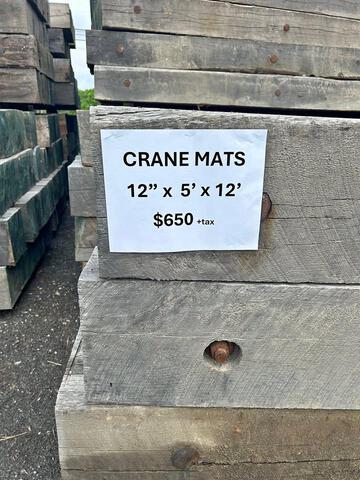 CRANE MATS
12” x 5’ x 12’
$650 +tax